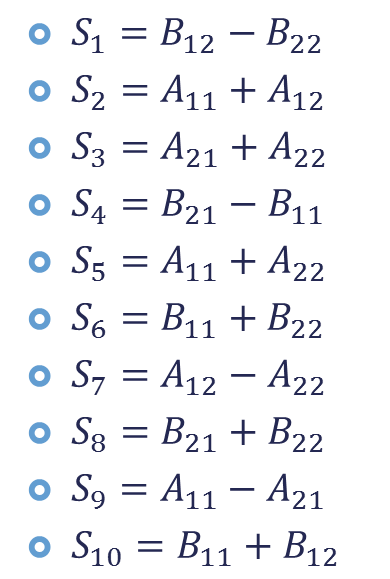 S₁ = B₁₂ − B₂₂
S₂ = A₁₁ + A₁₂
S₃ = A₂₁ + A₂₂
S₄ = B₂₁ − B₁₁
S₅ = A₁₁ + A₂₂
S₆ = B₁₁ + B₂₂
S₇ = A₁₂ − A₂₂
S₈ = B₂₁ + B₂₂
S₉ = A₁₁ − A₂₁
S₁₀ = B₁₁ + B₁₂